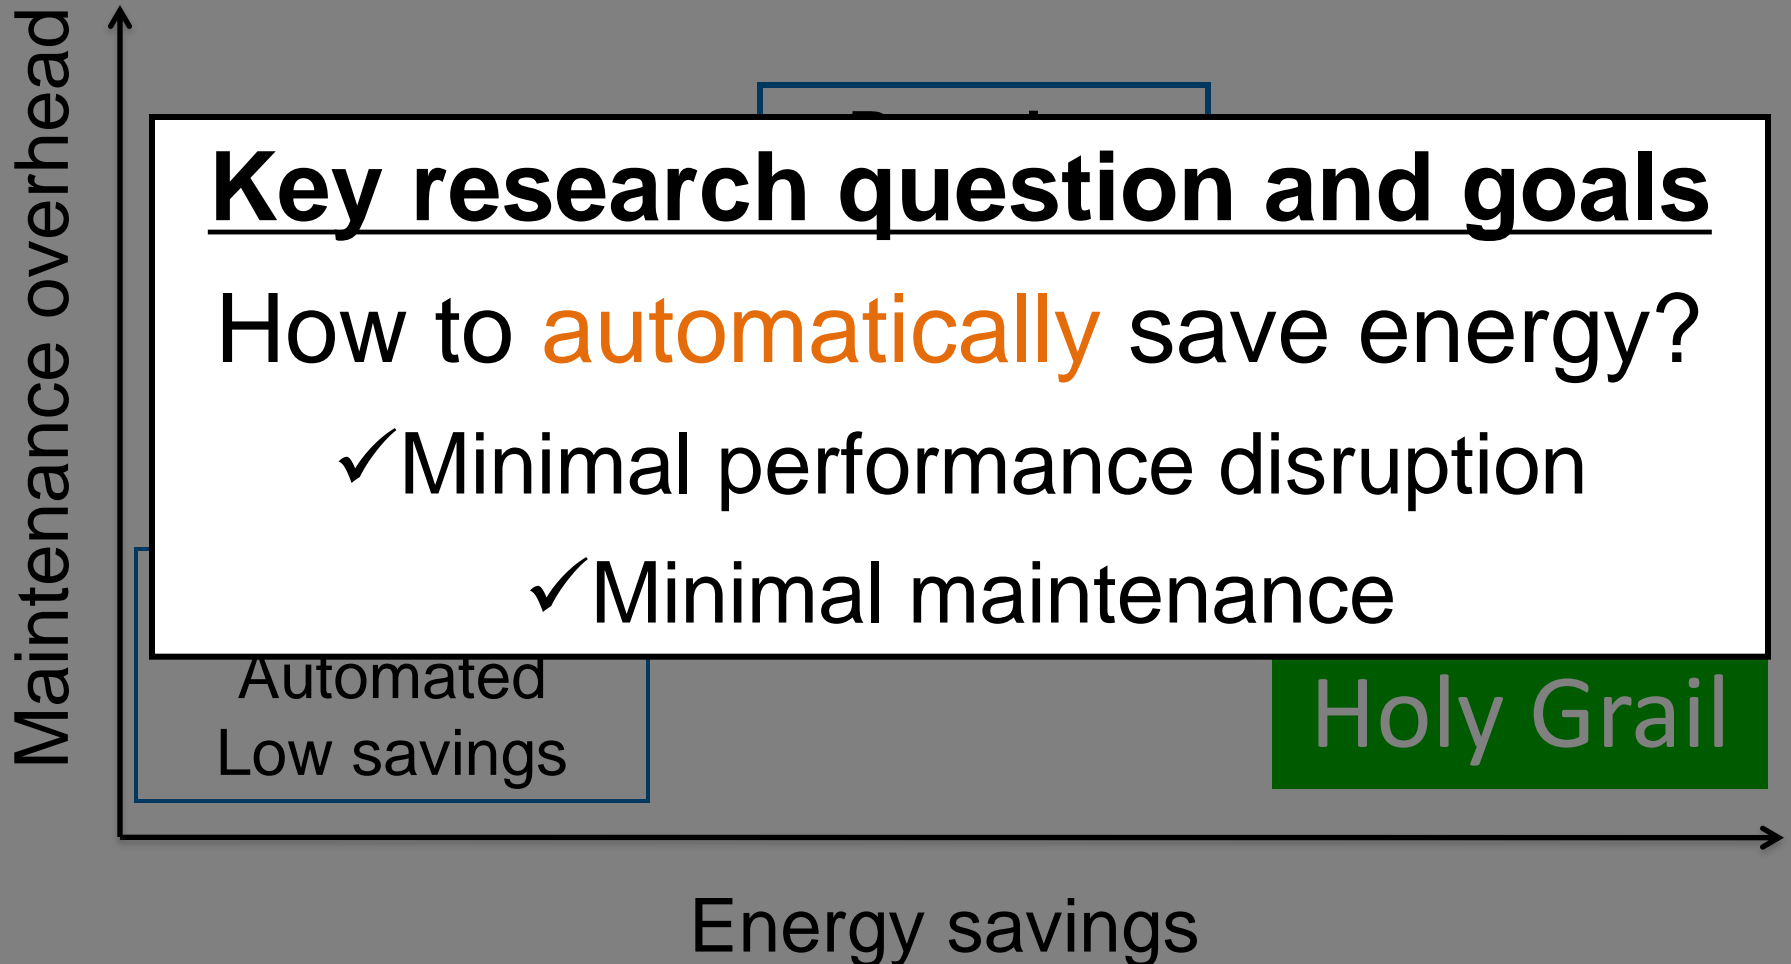 Maintenance overhead
Key research question and goals
How to automatically save energy?
✓Minimal performance disruption
✓Minimal maintenance
Automated
Low savings
Holy Grail
Energy savings